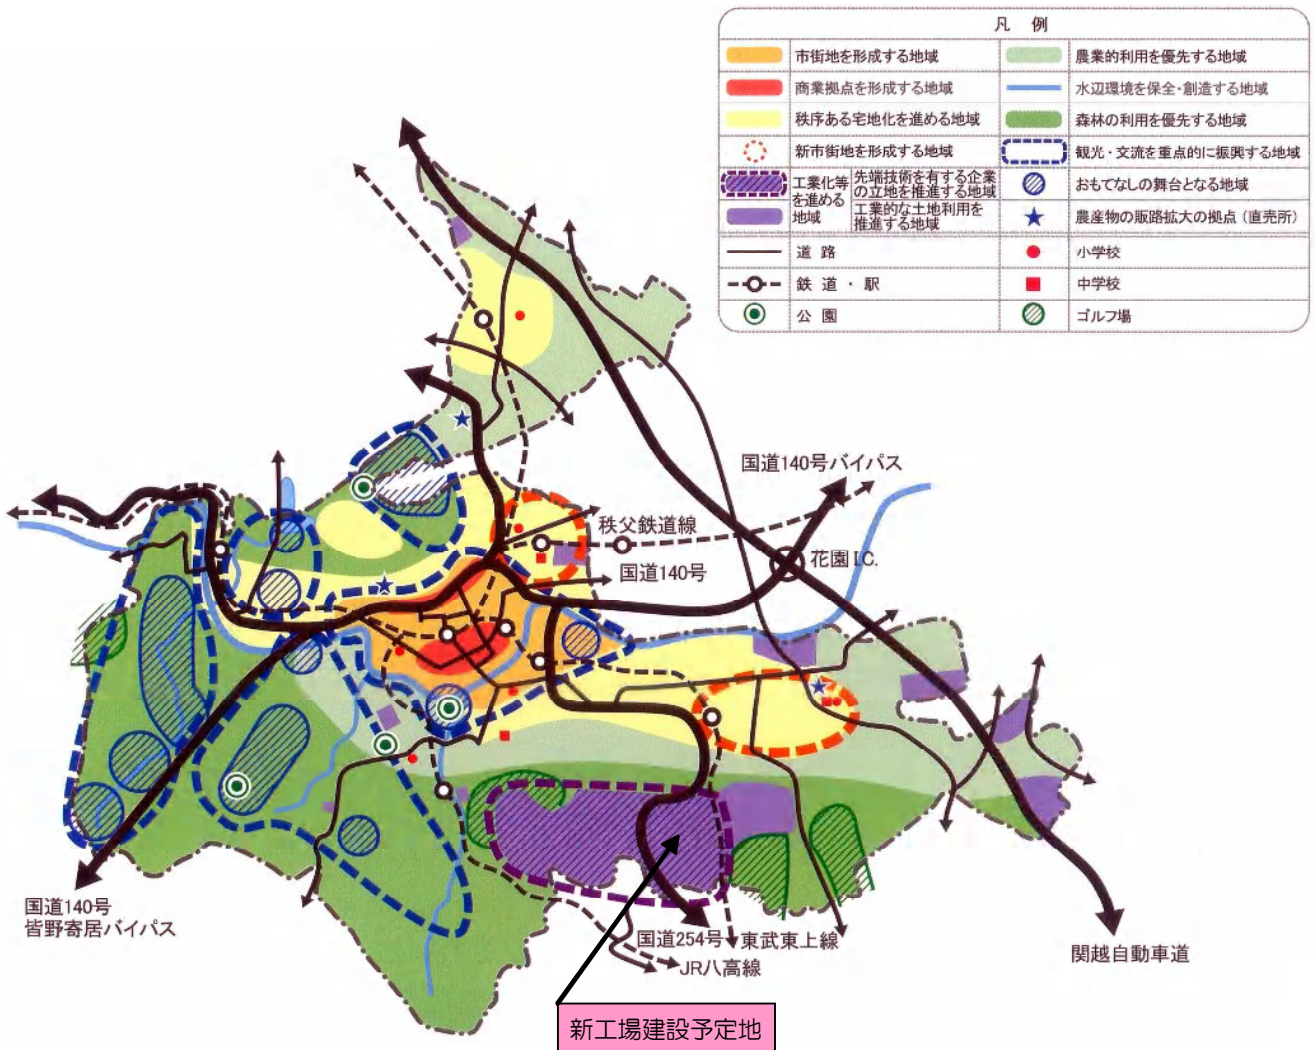 凡 例
市街地を形成する地域
農業的利用を優先する地域
商業拠点を形成する地域
水辺環境を保全・創造する地域
秩序ある宅地化を進める地域
森林の利用を優先する地域
新市街地を形成する地域
観光・交流を重点的に振興する地域
工業化等を進める地域
先端技術を有する企業の立地を推進する地域
おもてなしの舞台となる地域
工業的な土地利用を推進する地域
農産物の販路拡大の拠点(直売所)
道 路
小学校
鉄 道 ・ 駅
中学校
公 園
ゴルフ場
国道140号バイパス
秩父鉄道線
国道140号
花園I.C.
国道140号
皆野寄居バイパス
国道254号
東武東上線
JR八高線
関越自動車道
新工場建設予定地